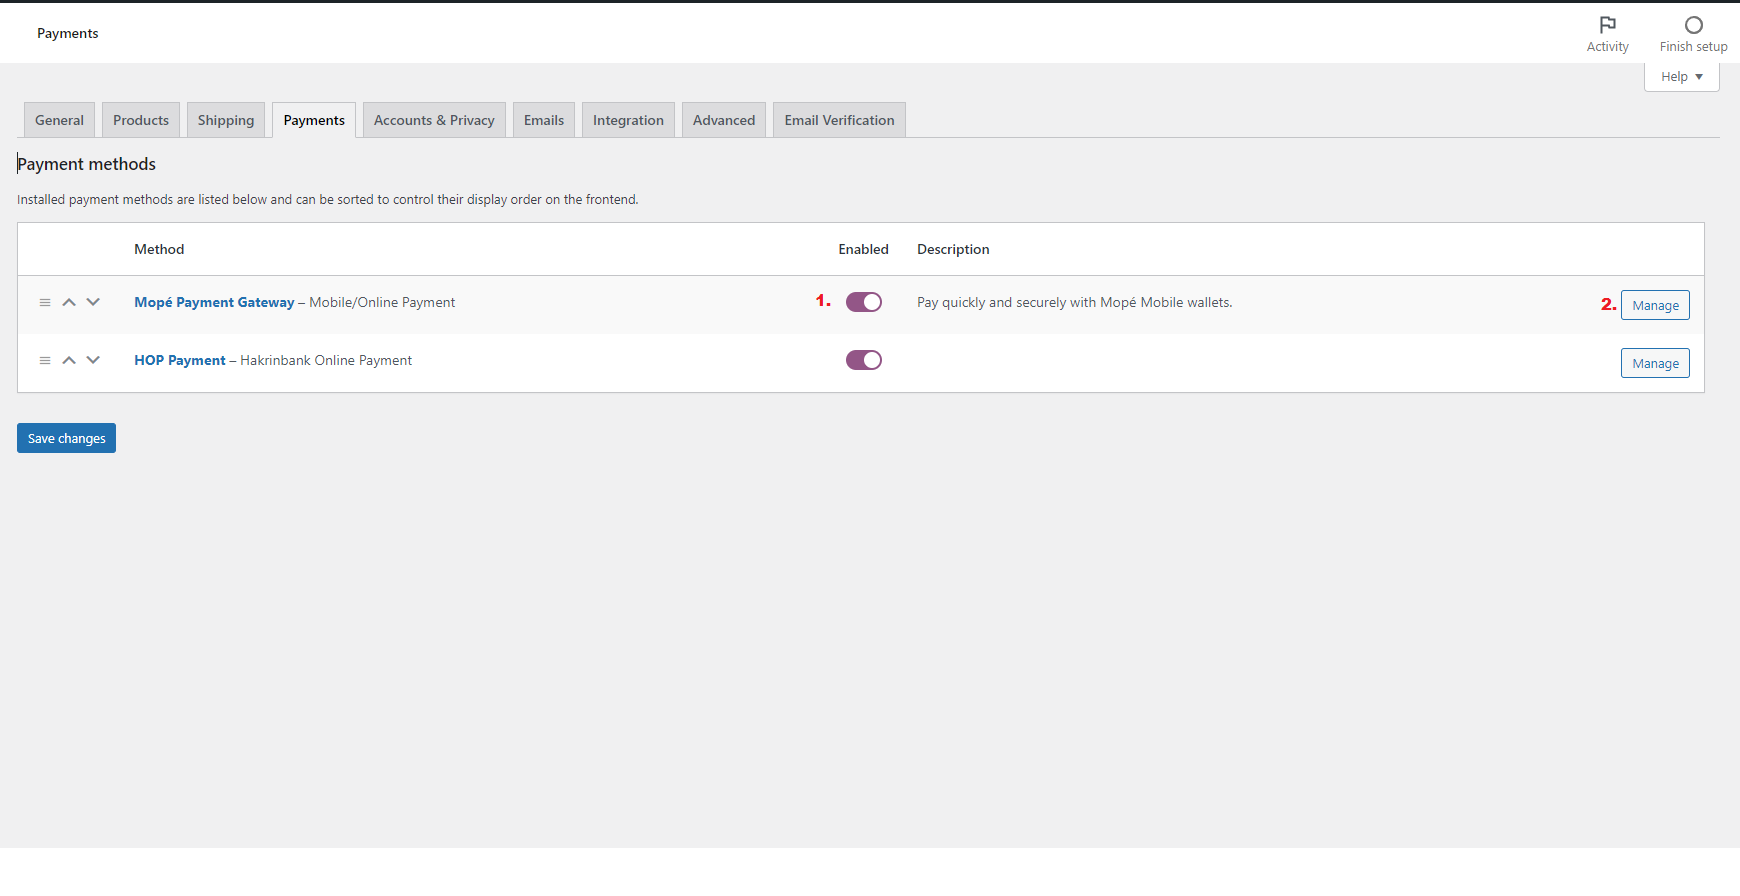 Payments
Activity
Finish setup
Help
General Products Shipping Payments Accounts & Privacy Emails Integration Advanced Email Verification
Payment methods
Installed payment methods are listed below and can be sorted to control their display order on the frontend.
Method Enabled Description
Mopé Payment Gateway – Mobile/Online Payment 1. Pay quickly and securely with Mopé Mobile wallets. 2. Manage
HOP Payment – Hakrinbank Online Payment Manage
Save changes